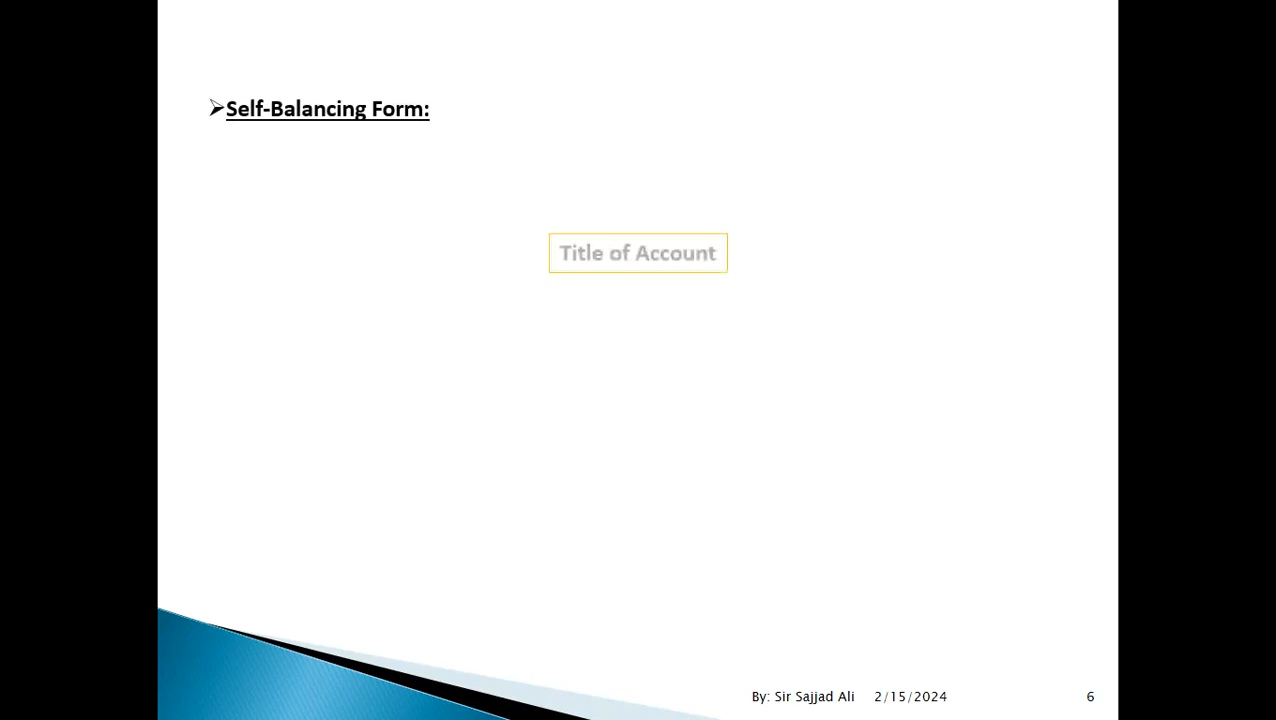 ➢Self-Balancing Form:
Title of Account
By: Sir Sajjad Ali 2/15/2024 6